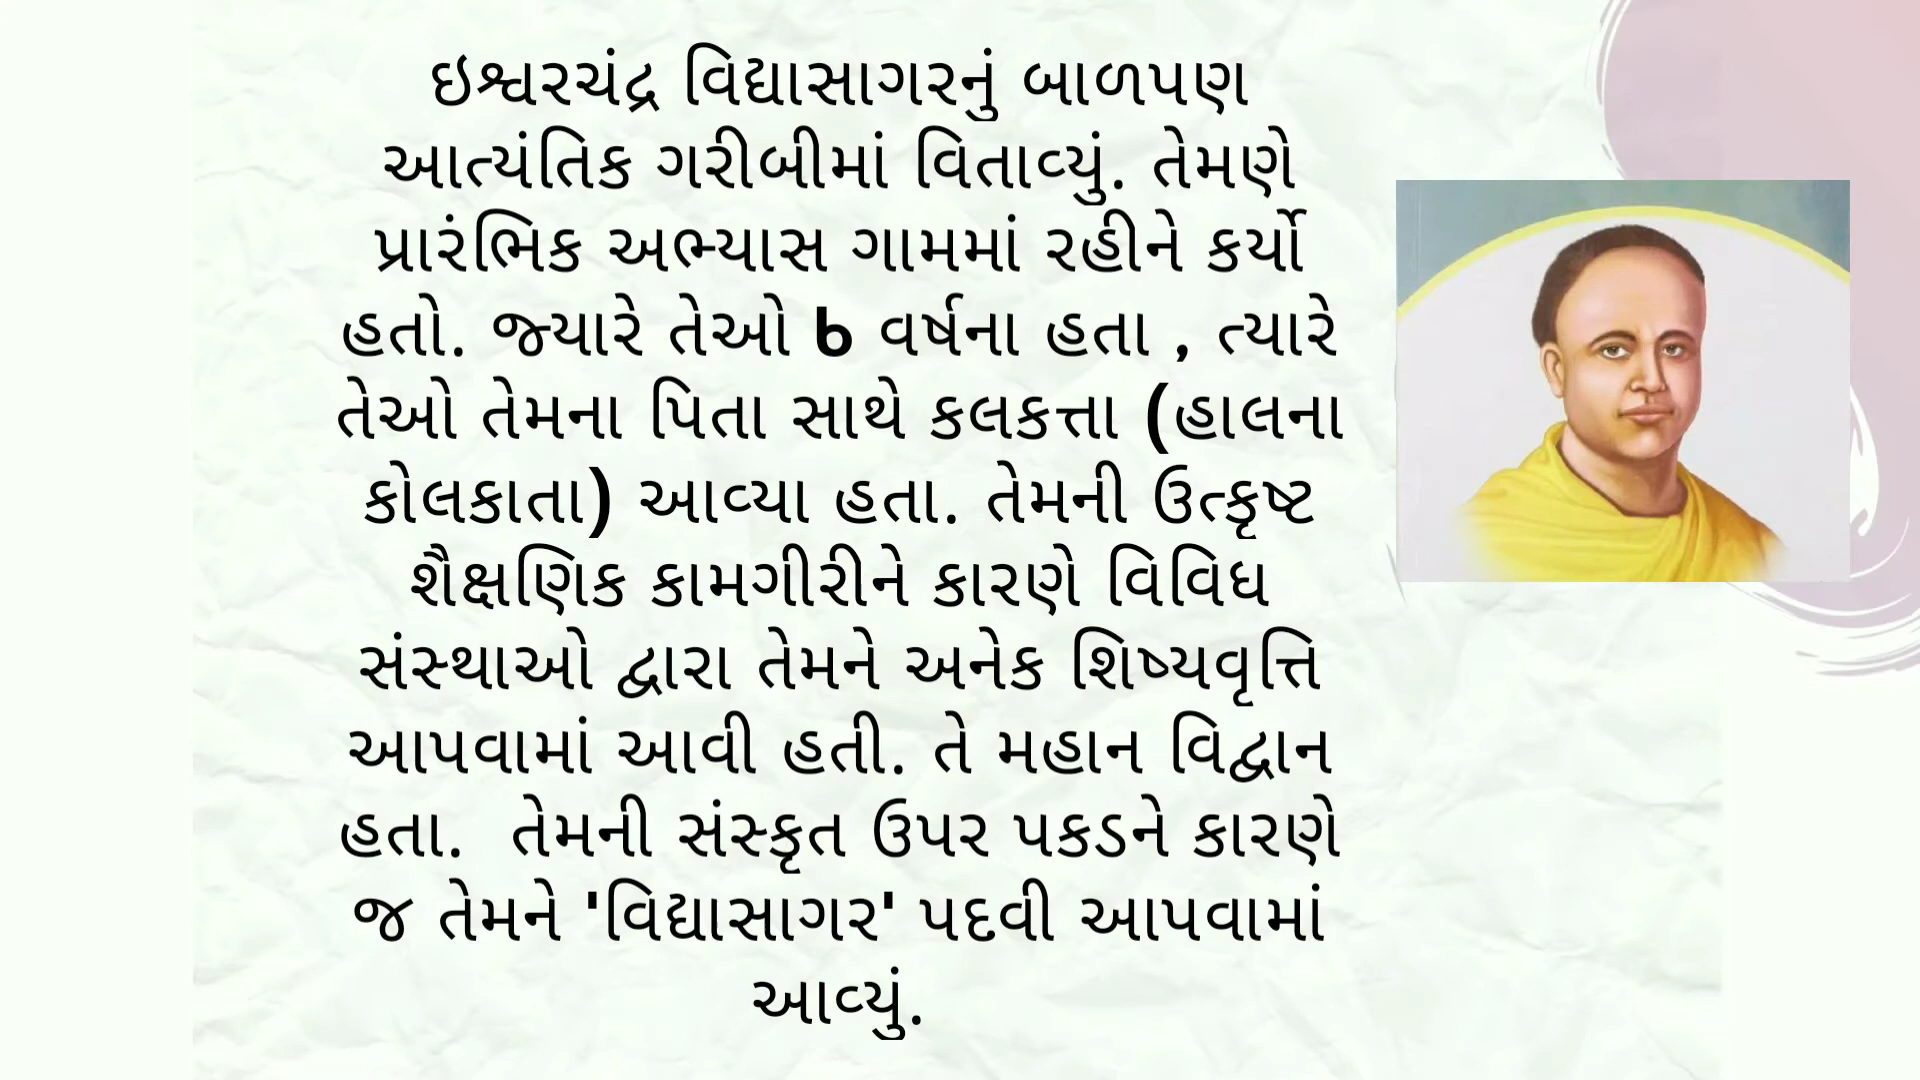 ઇશ્વરચંદ્ર વિદ્યાસાગરનું બાળપણ
આત્યંતિક ગરીબીમાં વિતાવ્યું. તેમણે
પ્રારંભિક અભ્યાસ ગામમાં રહીને કર્યો
હતો. જ્યારે તેઓ ૬ વર્ષના હતા , ત્યારે
તેઓ તેમના પિતા સાથે કલકત્તા (હાલના
કોલકાતા) આવ્યા હતા. તેમની ઉત્કૃષ્ટ
શૈક્ષણિક કામગીરીને કારણે વિવિધ
સંસ્થાઓ દ્વારા તેમને અનેક શિષ્યવૃત્તિ
આપવામાં આવી હતી. તે મહાન વિદ્વાન
હતા.  તેમની સંસ્કૃત ઉપર પકડને કારણે
જ તેમને 'વિદ્યાસાગર' પદવી આપવામાં
આવ્યું.